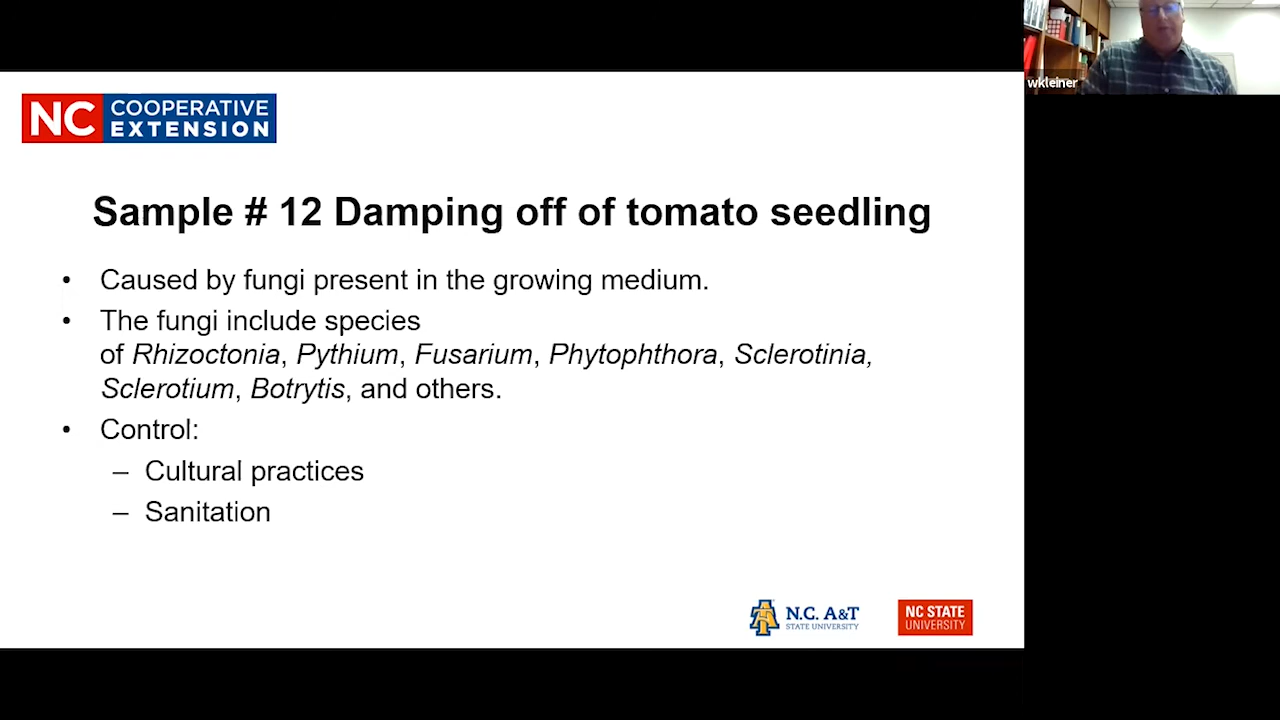 NC COOPERATIVE
EXTENSION
wkleiner
Sample # 12 Damping off of tomato seedling
• Caused by fungi present in the growing medium.
• The fungi include species
of Rhizoctonia, Pythium, Fusarium, Phytophthora, Sclerotinia,
Sclerotium, Botrytis, and others.
• Control:
– Cultural practices
– Sanitation
N.C. A&T
STATE UNIVERSITY
NC STATE
UNIVERSITY